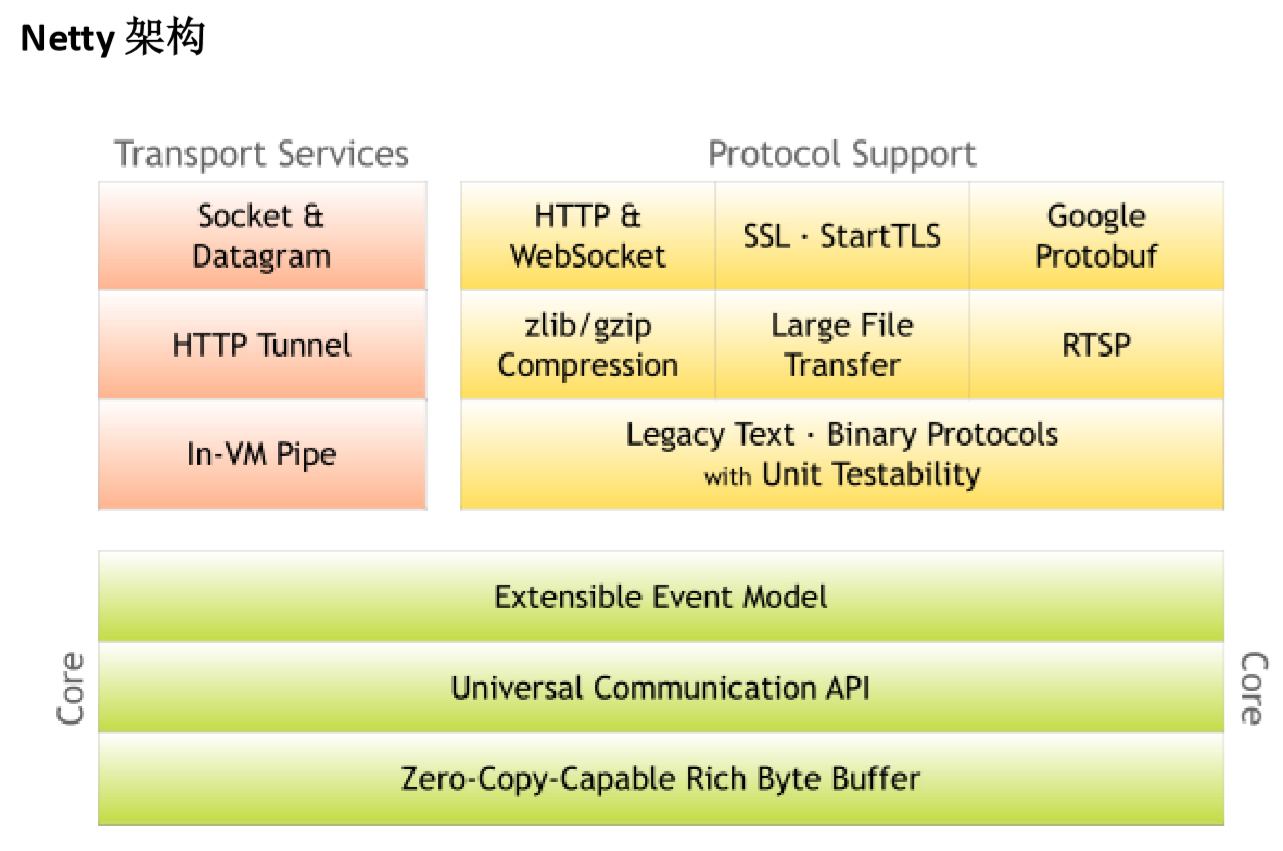 Netty 架构
Transport Services
Socket &
Datagram
HTTP Tunnel
In-VM Pipe
Protocol Support
HTTP &
WebSocket
SSL · StartTLS
Google
Protobuf
zlib/gzip
Compression
Large File
Transfer
RTSP
Legacy Text · Binary Protocols
with Unit Testability
Core
Extensible Event Model
Universal Communication API
Zero-Copy-Capable Rich Byte Buffer
Core